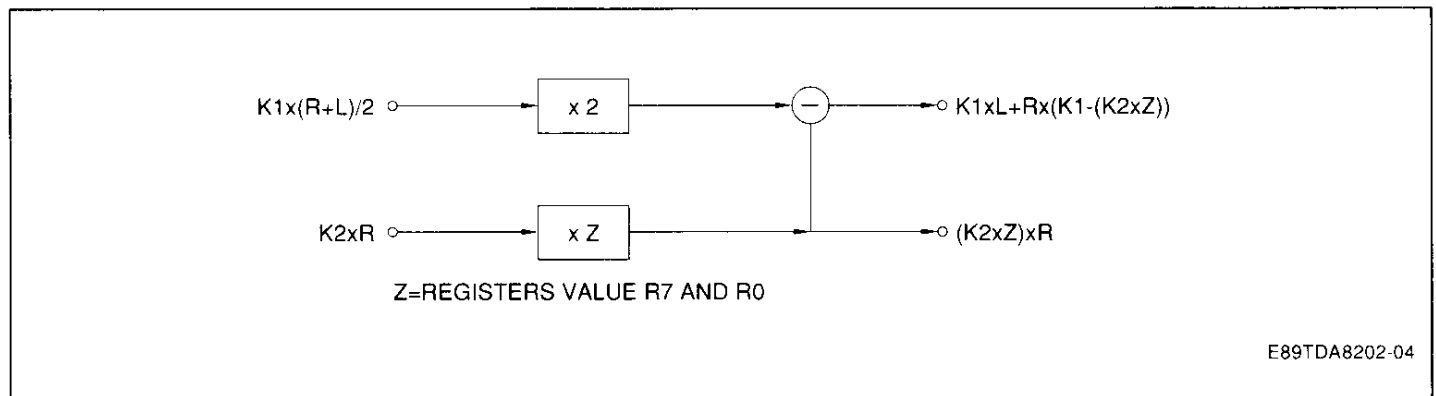 K1x(R+L)/2
x 2
−
K1xL+Rx(K1-(K2xZ))
K2xR
x Z
(K2xZ)xR
Z=REGISTERS VALUE R7 AND R0
E89TDA8202-04